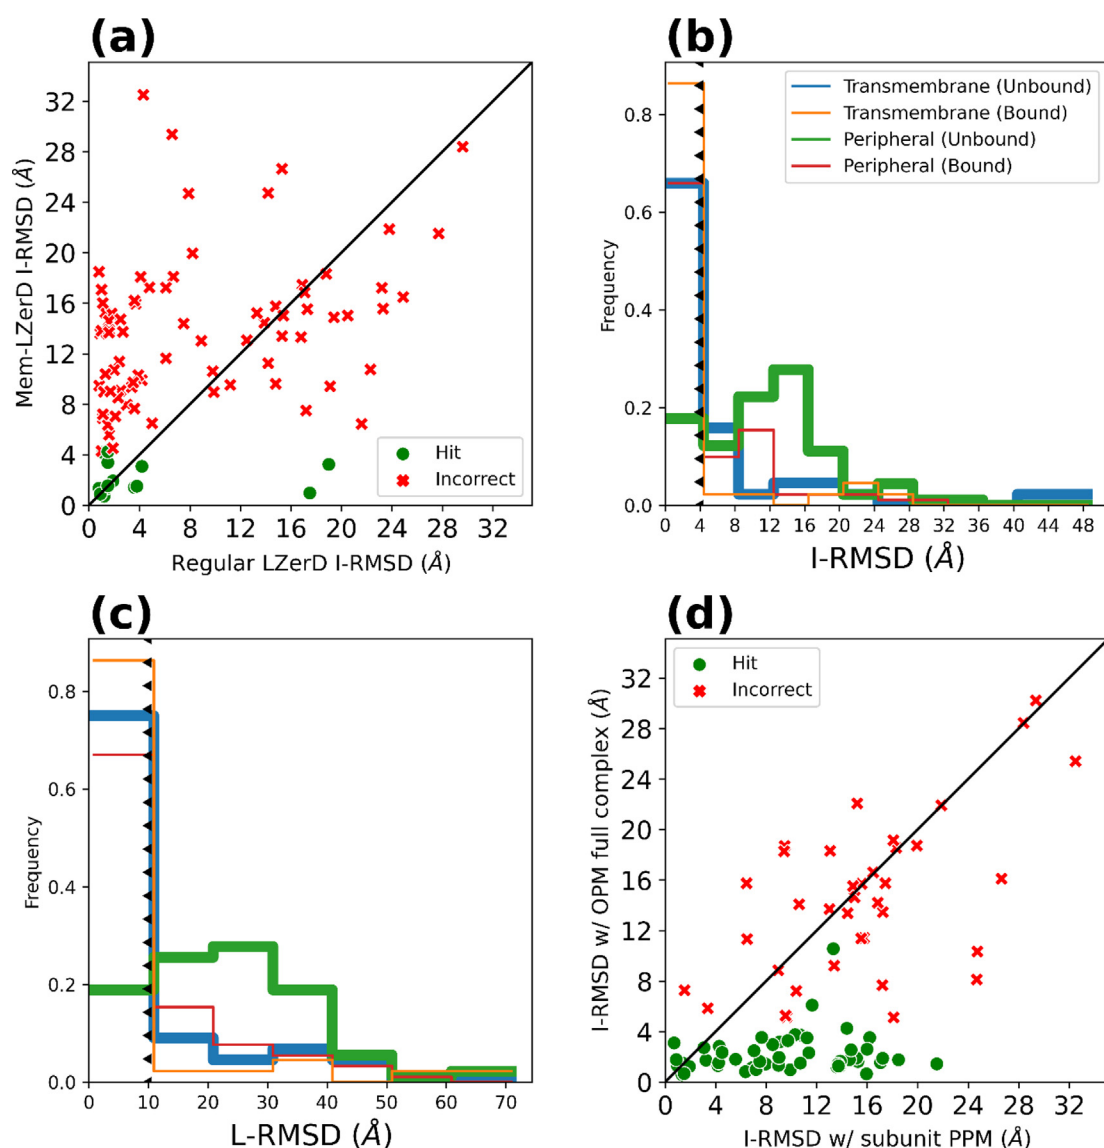 (a)
32
28
24
20
16
12
8
4
0
Mem-LZerD I-RMSD (Å)
Hit
Incorrect
0 4 8 12 16 20 24 28 32
Regular LZerD I-RMSD (Å)
(b)
Transmembrane (Unbound)
Transmembrane (Bound)
Peripheral (Unbound)
Peripheral (Bound)
0.8
0.6
0.4
0.2
0.0
Frequency
0 4 8 12 16 20 24 28 32 36 40 44 48
I-RMSD (Å)
(c)
0.8
0.6
0.4
0.2
0.0
Frequency
0 10 20 30 40 50 60 70
L-RMSD (Å)
(d)
Hit
Incorrect
32
28
24
20
16
12
8
4
0
I-RMSD w/ OPM full complex (Å)
0 4 8 12 16 20 24 28 32
I-RMSD w/ subunit PPM (Å)